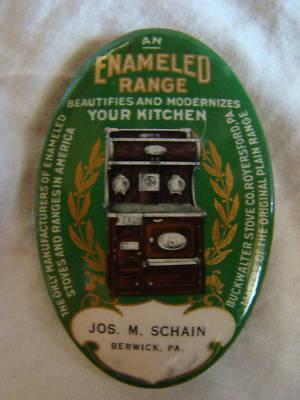 AN
ENAMELED
RANGE
BEAUTIFIES AND MODERNIZES
YOUR KITCHEN
THE ONLY MANUFACTURERS OF ENAMELED
STOVES AND RANGES IN AMERICA
BUCKWALTER STOVE CO. ROYERSFORD, PA.
MAKERS OF THE ORIGINAL PLAIN RANGE
JOS. M. SCHAIN
BERWICK, PA.